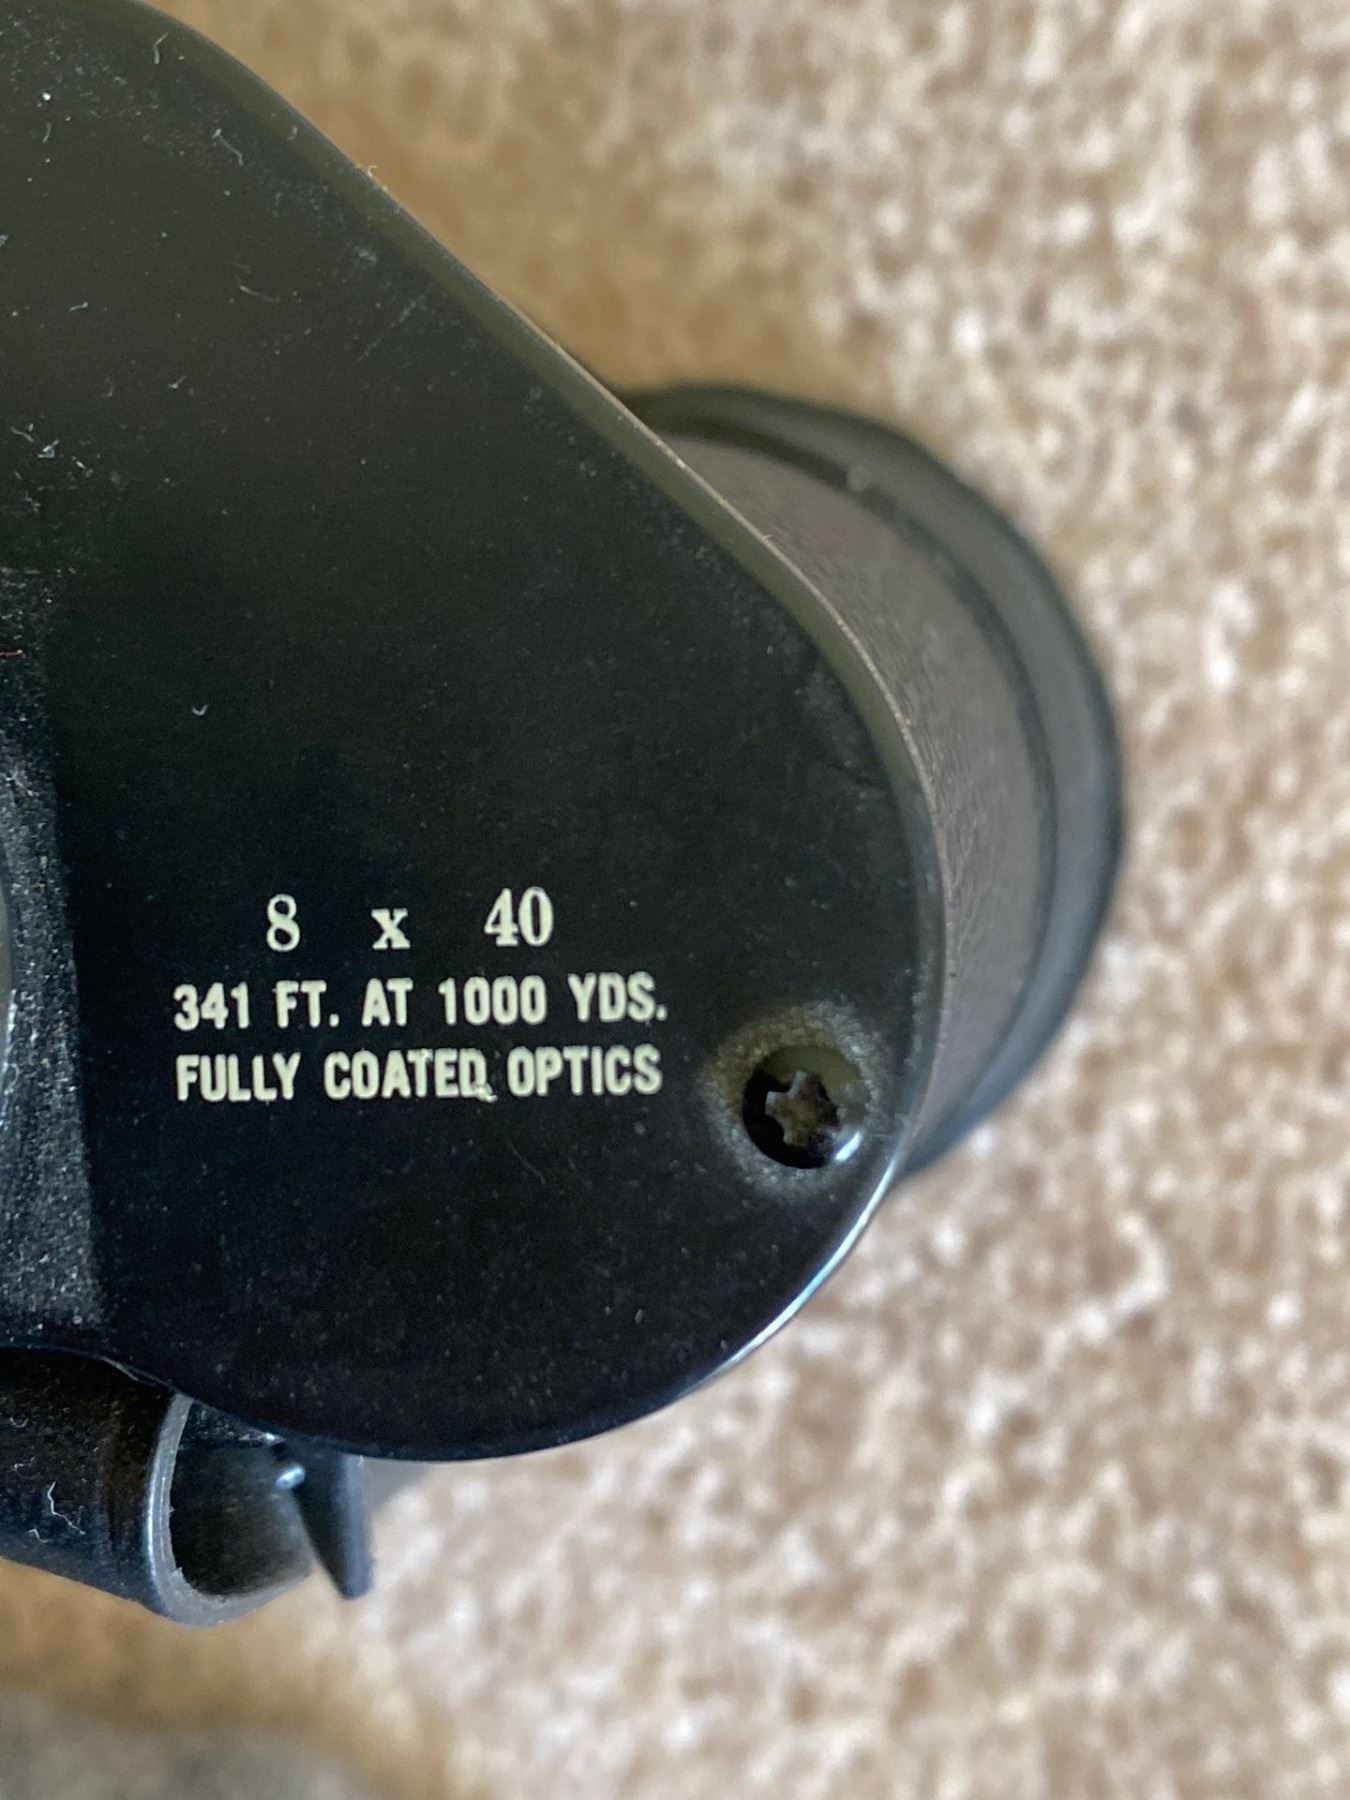 8 x 40
341 FT. AT 1000 YDS.
FULLY COATED OPTICS